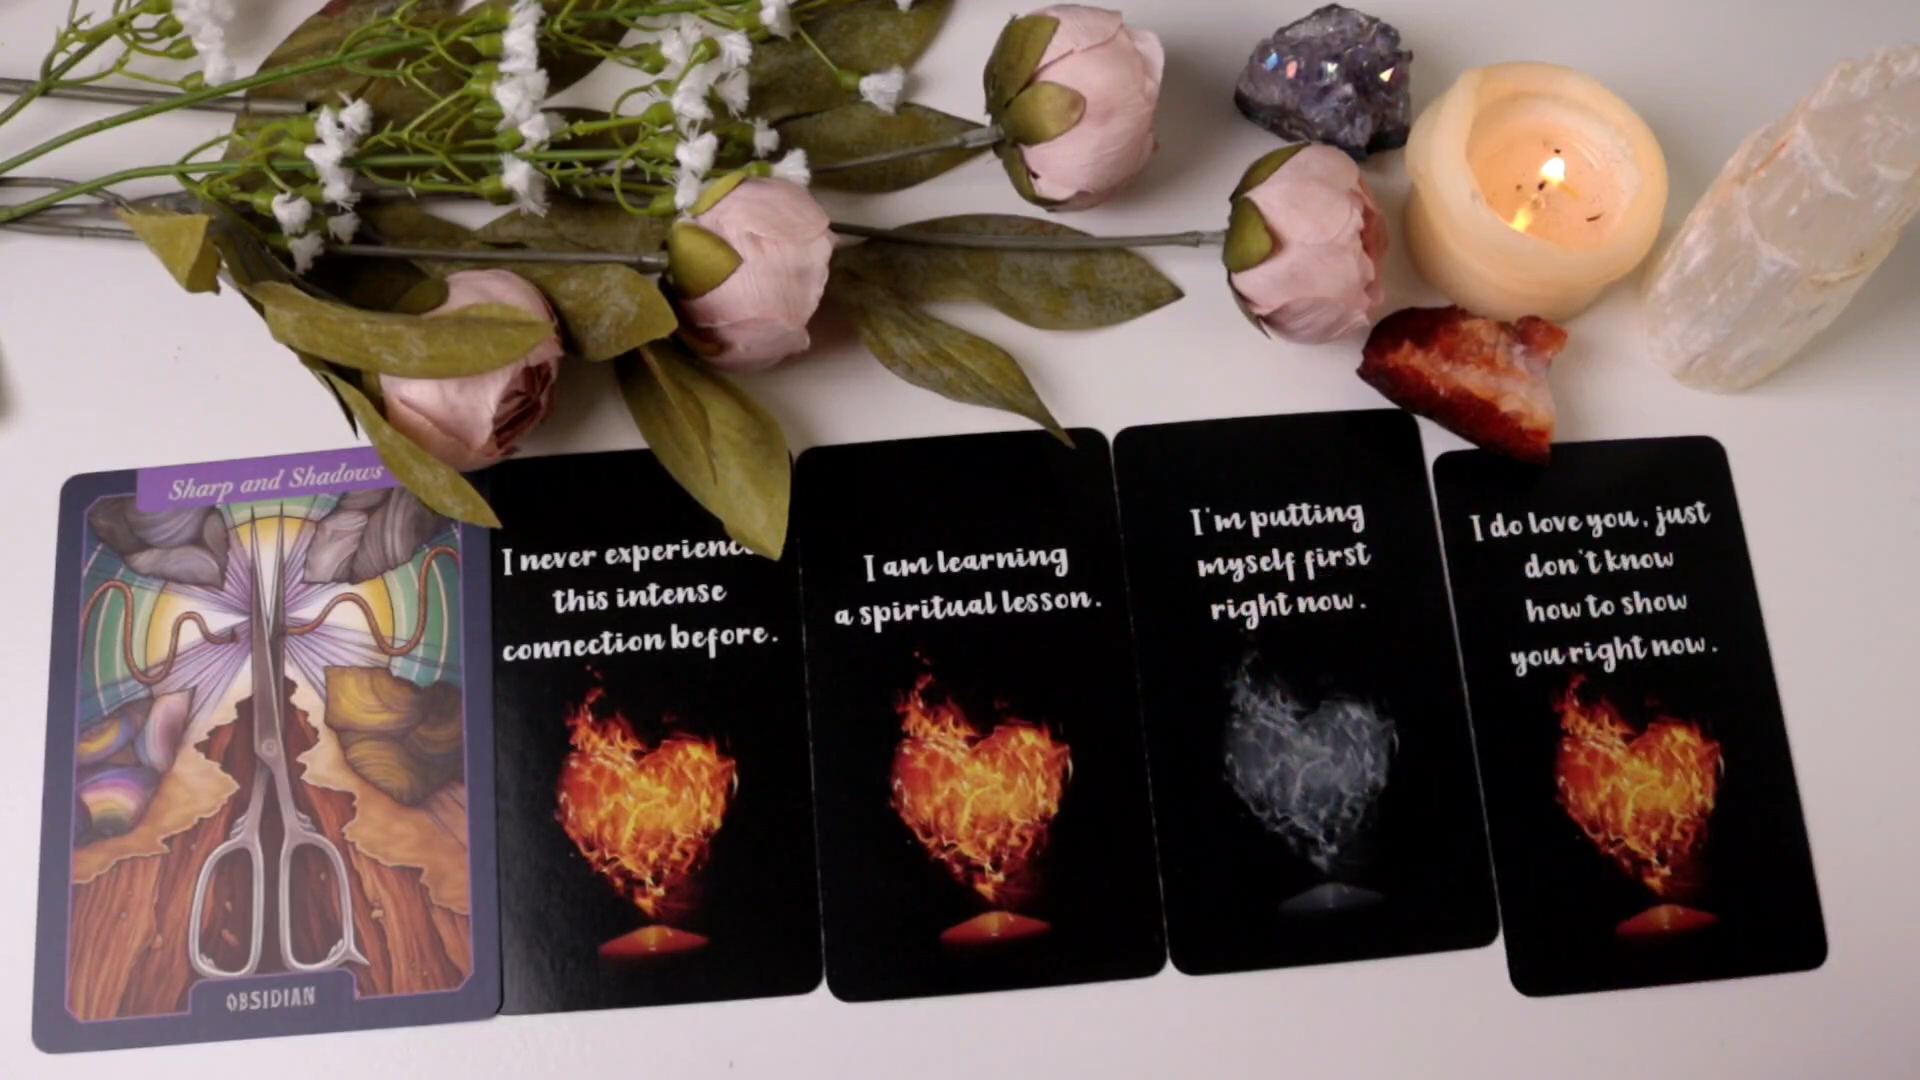 Sharp and Shadows
OBSIDIAN
I never
this intense
connection before.
I am learning
a spiritual lesson.
I'm putting
myself first
right now.
I do love you, just
don't know
how to show
you right now.